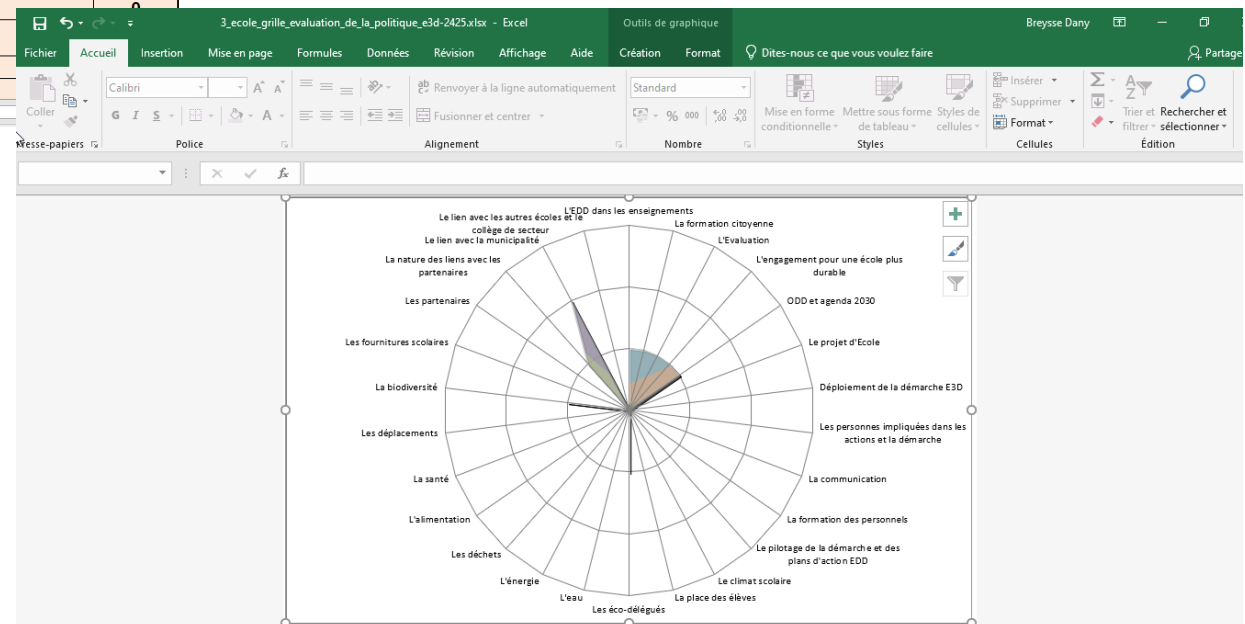 3_ecole_grille_evaluation_de_la_politique_e3d-2425.xlsx - Excel
Outils de graphique
Breysse Dany
Fichier
Accueil
Insertion
Mise en page
Formules
Données
Révision
Affichage
Aide
Création
Format
Dites-nous ce que vous voulez faire
Partage
Coller
Calibri
G I S
Renvoyer à la ligne automatiquement
Fusionner et centrer
Standard
% 000
Mise en forme
conditionnelle
Mettre sous forme
de tableau
Styles de
cellules
Insérer
Supprimer
Format
Trier et
filtrer
Rechercher et
sélectionner
Presse-papiers
Police
Alignement
Nombre
Styles
Cellules
Édition
fx
L'EDD dans les enseignements
La formation citoyenne
L'Evaluation
L'engagement pour une école plus
durable
ODD et agenda 2030
Le projet d'Ecole
Déploiement de la démarche E3D
Les personnes impliquées dans les
actions et la démarche
La communication
La formation des personnels
Le pilotage de la démarche et des
plans d'action EDD
Le climat scolaire
La place des élèves
Les éco-délégués
L'eau
L'énergie
Les déchets
L'alimentation
La santé
Les déplacements
La biodiversité
Les fournitures scolaires
Les partenaires
La nature des liens avec les
partenaires
Le lien avec la municipalité
Le lien avec les autres écoles et le
collège de secteur